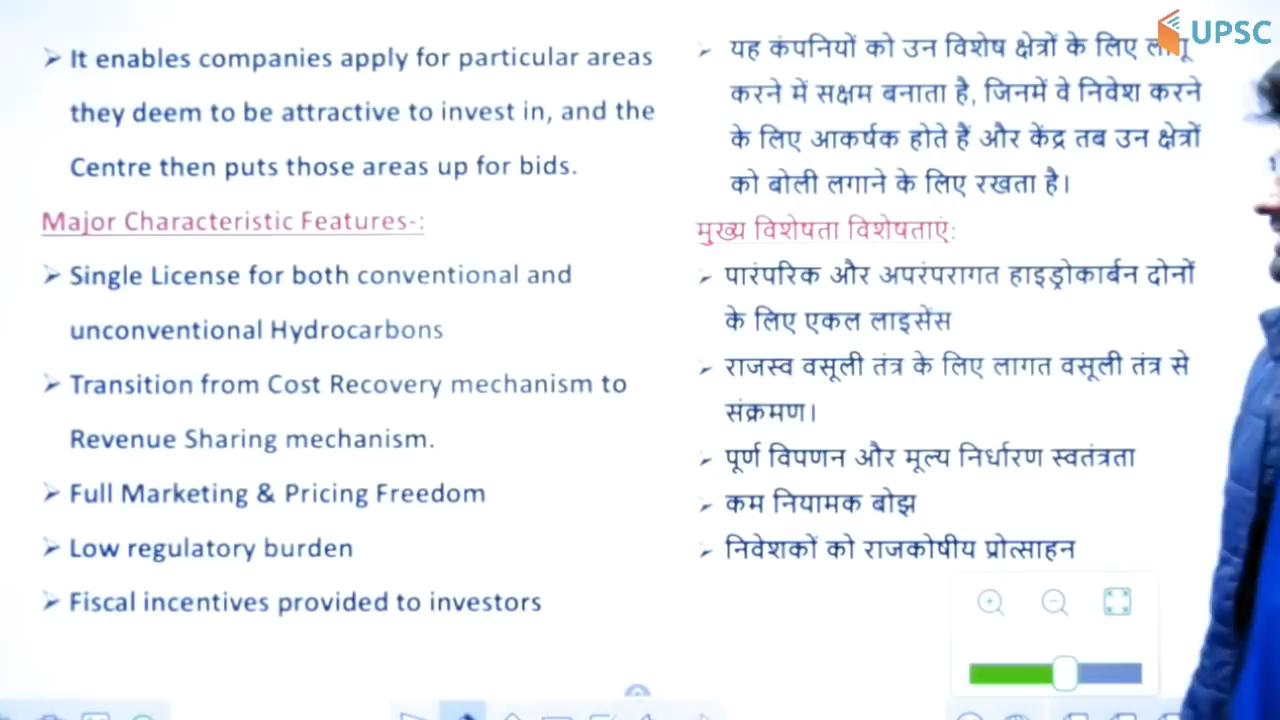 ➢ It enables companies apply for particular areas
they deem to be attractive to invest in, and the
Centre then puts those areas up for bids.
Major Characteristic Features-:
➢ Single License for both conventional and
unconventional Hydrocarbons
➢ Transition from Cost Recovery mechanism to
Revenue Sharing mechanism.
➢ Full Marketing & Pricing Freedom
➢ Low regulatory burden
➢ Fiscal incentives provided to investors
UPSC
➢ यह कंपनियों को उन विशेष क्षेत्रों के लिए
करने में सक्षम बनाता है, जिनमें वे निवेश करने
के लिए आकर्षक होते हैं और केंद्र तब उन क्षेत्रों
को बोली लगाने के लिए रखता है।
मुख्य विशेषता विशेषताएं:
➢ पारंपरिक और अपरंपरागत हाइड्रोकार्बन दोनों
के लिए एकल लाइसेंस
➢ राजस्व वसूली तंत्र के लिए लागत वसूली तंत्र से
संक्रमण।
➢ पूर्ण विपणन और मूल्य निर्धारण स्वतंत्रता
➢ कम नियामक बोझ
➢ निवेशकों को राजकोषीय प्रोत्साहन